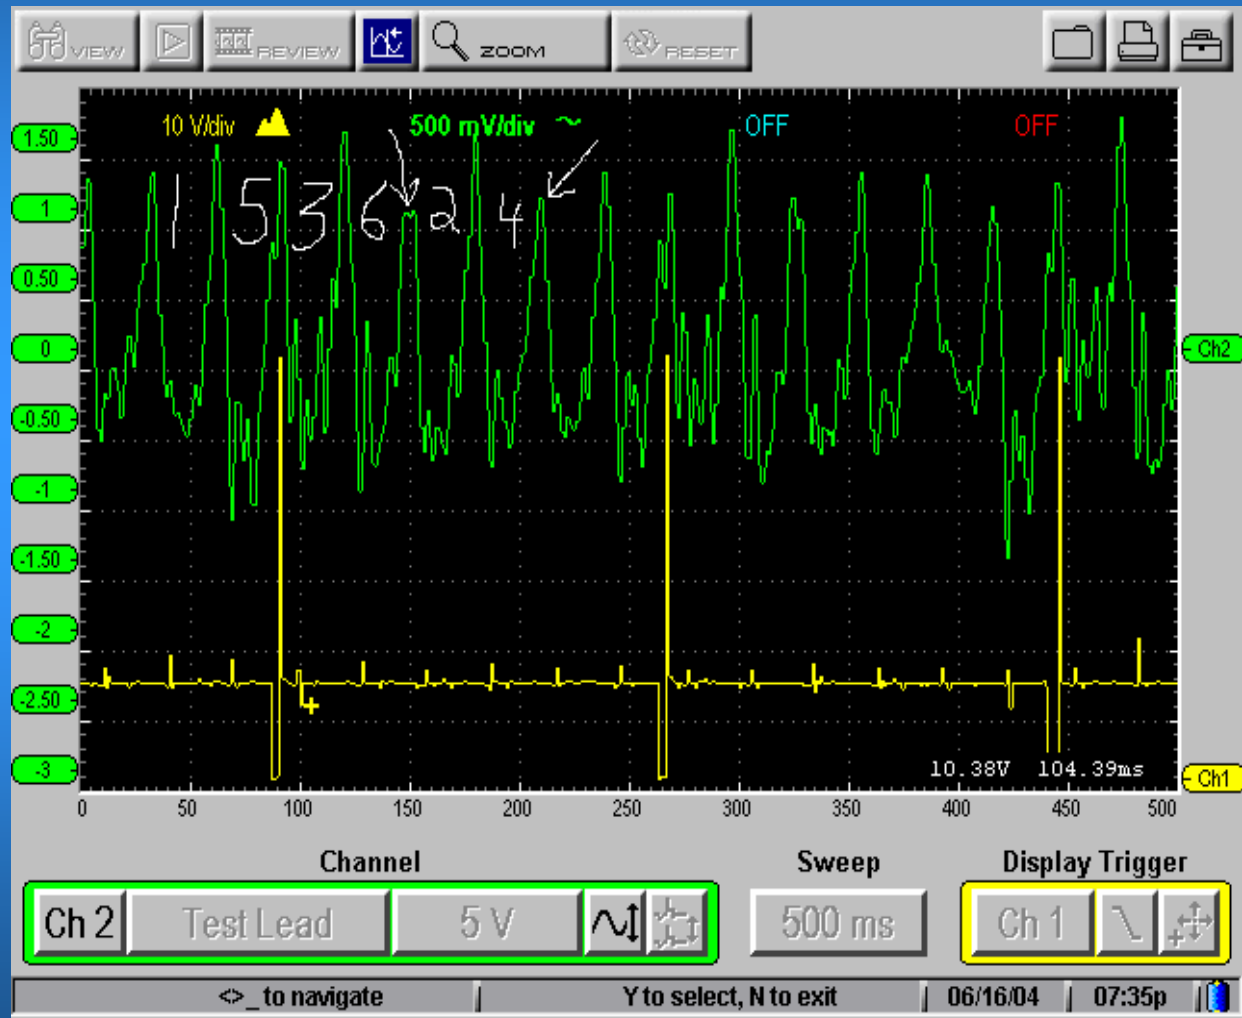 VIEW REVIEW ZOOM RESET
10 V/div 500 mV/div OFF OFF
1.50
1
0.50
0
-0.50
-1
-1.50
-2
-2.50
-3
1 5 3 6 2 4
Ch2
10.38V 104.39ms
Ch1
0 50 100 150 200 250 300 350 400 450 500
Channel Sweep Display Trigger
Ch 2 Test Lead 5 V 500 ms Ch 1
<>_ to navigate Y to select, N to exit 06/16/04 07:35p